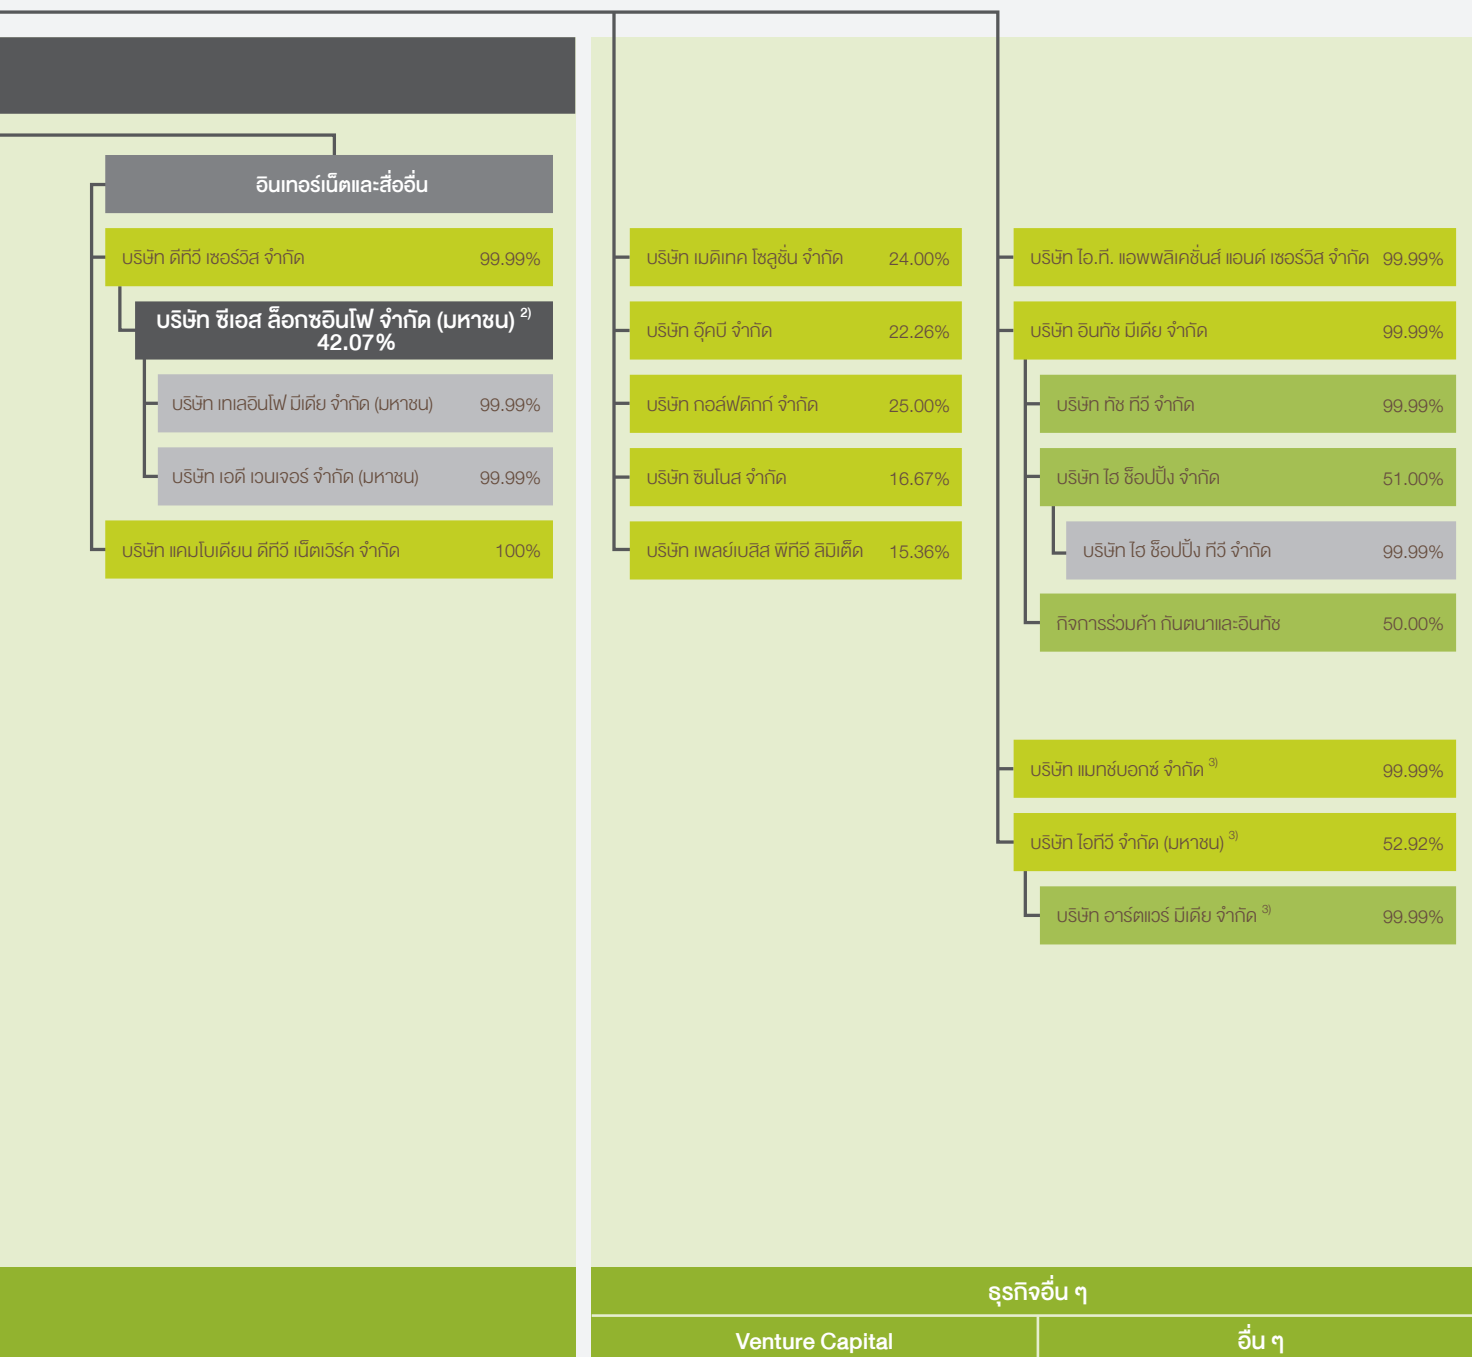 อินเทอร์เน็ตและสื่ออื่น
บริษัท ดีทีวี เซอร์วิส จำกัด 99.99%
บริษัท ซีเอส ล็อกซอินโฟ จำกัด (มหาชน) 2)
42.07%
บริษัท เทเลอินโฟ มีเดีย จำกัด (มหาชน) 99.99%
บริษัท เอดี เวนเจอร์ จำกัด (มหาชน) 99.99%
บริษัท แคมโบเดียน ดีทีวี เน็ตเวิร์ค จำกัด 100%
บริษัท เมดิเทค โซลูชั่น จำกัด 24.00%
บริษัท อุ๊คบี จำกัด 22.26%
บริษัท กอล์ฟดิกก์ จำกัด 25.00%
บริษัท ซินโนส จำกัด 16.67%
บริษัท เพลย์เบสิส พีทีอี ลิมิเต็ด 15.36%
บริษัท ไอ.ที. แอพพลิเคชั่นส์ แอนด์ เซอร์วิส จำกัด 99.99%
บริษัท อินทัช มีเดีย จำกัด 99.99%
บริษัท ทัช ทีวี จำกัด 99.99%
บริษัท ไฮ ช็อปปิ้ง จำกัด 51.00%
บริษัท ไฮ ช็อปปิ้ง ทีวี จำกัด 99.99%
กิจการร่วมค้า กันตนาและอินทัช 50.00%
บริษัท แมทช์บอกซ์ จำกัด 3) 99.99%
บริษัท ไอทีวี จำกัด (มหาชน) 3) 52.92%
บริษัท อาร์ตแวร์ มีเดีย จำกัด 3) 99.99%
ธุรกิจอื่น ๆ
Venture Capital
อื่น ๆ